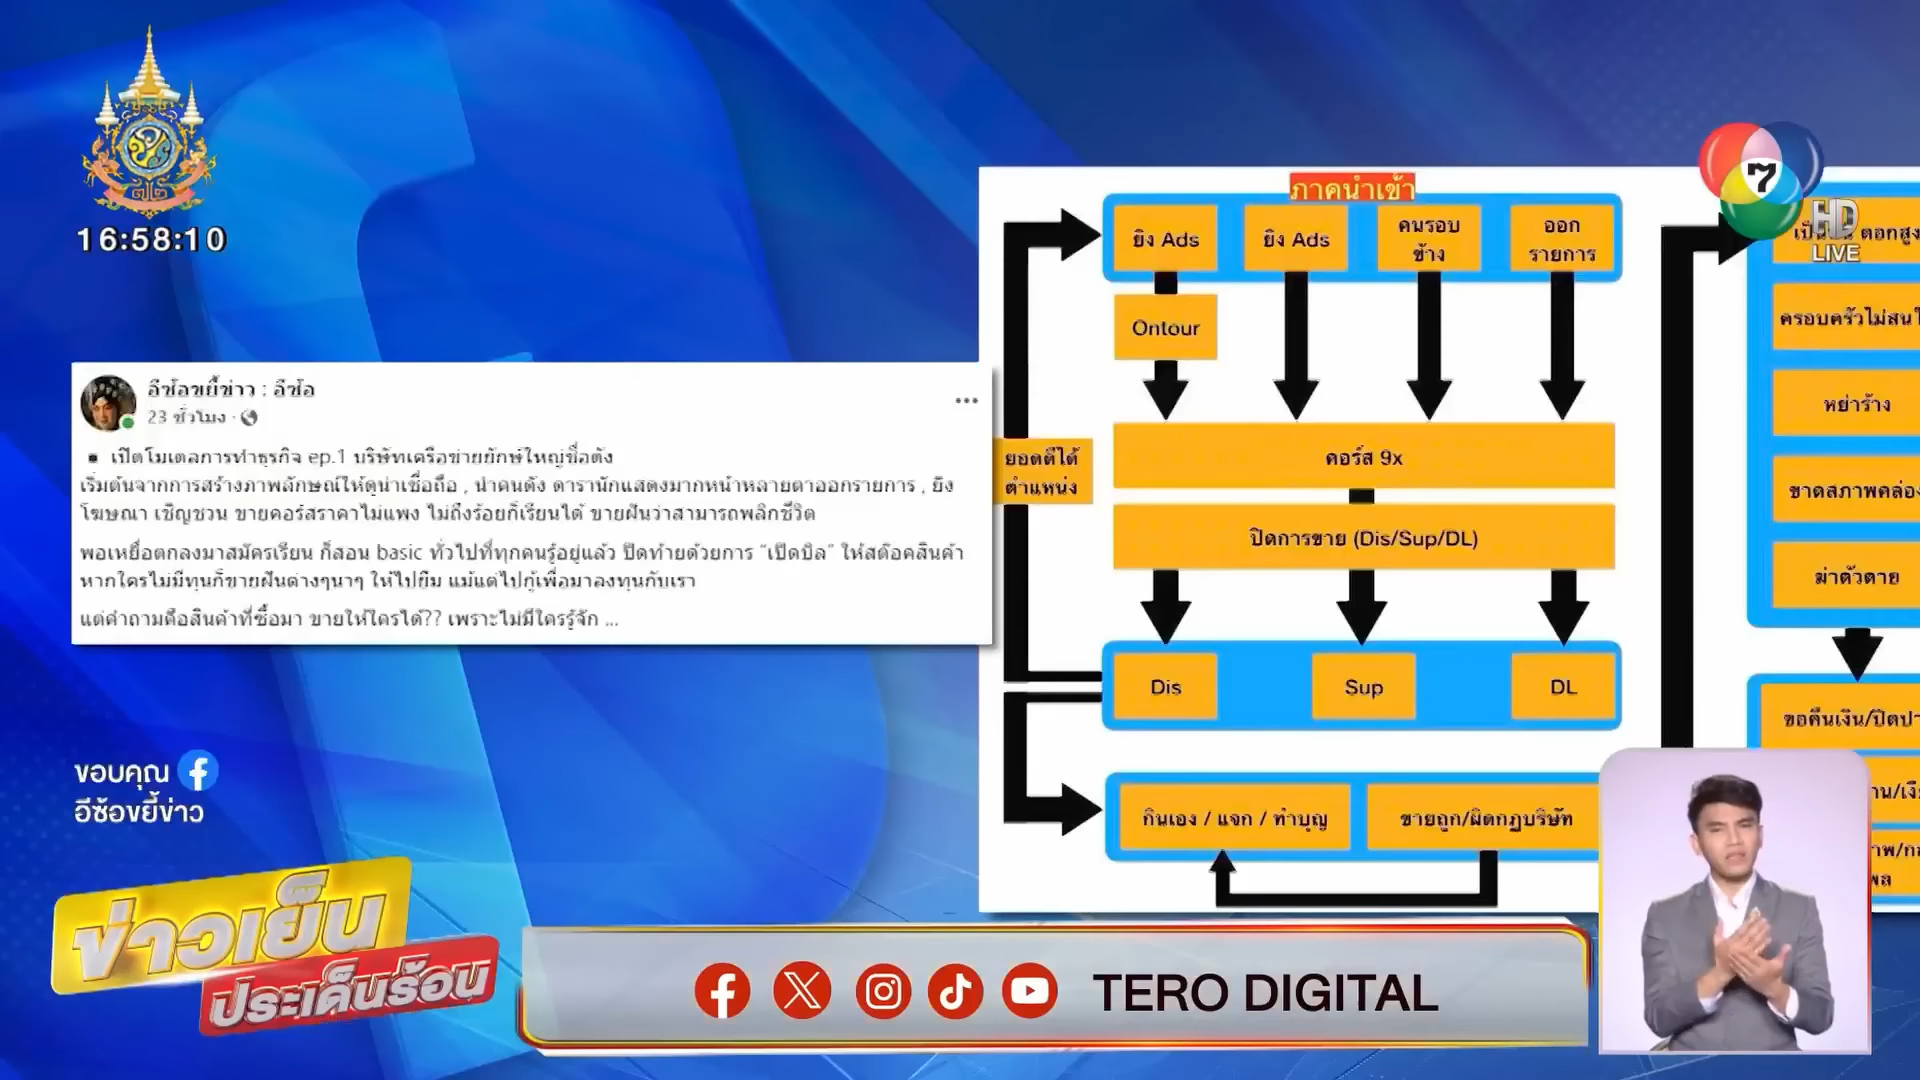 16:58:10
7
HD
LIVE
อีซ้อขยี้ข่าว : อีซ้อ
23 ชั่วโมง ·
▪ เปิดโมเดลการทำธุรกิจ ep.1 บริษัทเครือข่ายยักษ์ใหญ่ชื่อดัง
เริ่มต้นจากการสร้างภาพลักษณ์ให้ดูน่าเชื่อถือ , นำคนดัง ดารานักแสดงมากหน้าหลายตาออกรายการ , ยิง
โฆษณา เชิญชวน ขายคอร์สราคาไม่แพง ไม่ถึงร้อยก็เรียนได้ ขายฝันว่าสามารถพลิกชีวิต
พอเหยื่อตกลงมาสมัครเรียน ก็สอน basic ทั่วไปที่ทุกคนรู้อยู่แล้ว ปิดท้ายด้วยการ “เปิดบิล” ให้สต๊อคสินค้า
หากใครไม่มีทุนก็ขายฝันต่างๆนาๆ ให้ไปยืม แม้แต่ไปกู้เพื่อมาลงทุนกับเรา
แต่คำถามคือสินค้าที่ซื้อมา ขายให้ใครได้?? เพราะไม่มีใครรู้จัก ...
ภาคนำเข้า
ยิง Ads
ยิง Ads
คนรอบ
ข้าง
ออก
รายการ
Ontour
คอร์ส 9x
ยอดดีได้
ตำแหน่ง
ปิดการขาย (Dis/Sup/DL)
Dis
Sup
DL
กินเอง / แจก / ทำบุญ
ขายถูก/ผิดกฎบริษัท
ตอกสูง
ครอบครัวไม่สนใ
หย่าร้าง
ขาดสภาพคล่อง
ฆ่าตัวตาย
ขอคืนเงิน/ปิดปา
ขอบคุณ
อีซ้อขยี้ข่าว
ข่าวเย็น
ประเด็นร้อน
TERO DIGITAL